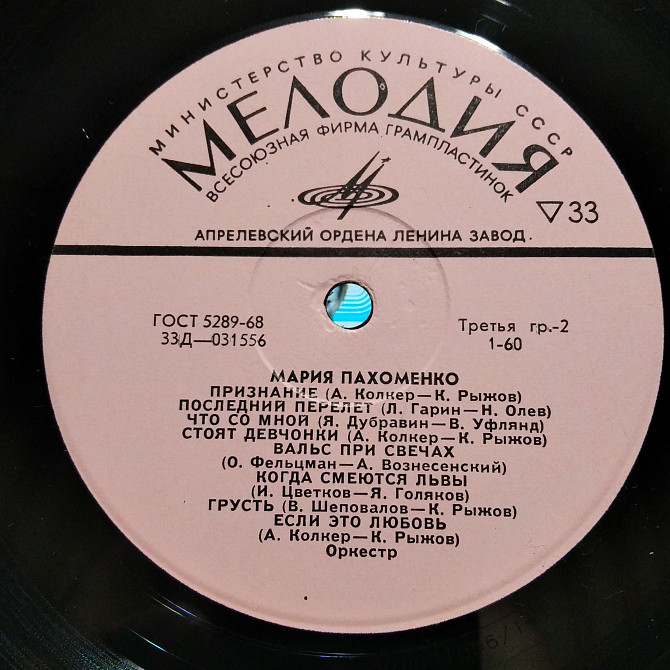 МИНИСТЕРСТВО КУЛЬТУРЫ СССР
МЕЛОДИЯ
ВСЕСОЮЗНАЯ ФИРМА ГРАМПЛАСТИНОК
33
АПРЕЛЕВСКИЙ ОРДЕНА ЛЕНИНА ЗАВОД.
ГОСТ 5289-68
33Д—031556
Третья гр.-2
1-60
МАРИЯ ПАХОМЕНКО
ПРИЗНАНИЕ (А. Колкер—К. Рыжов)
ПОСЛЕДНИЙ ПЕРЕЛЕТ (Л. Гарин—Н. Олев)
ЧТО СО МНОЙ (Я. Дубравин—В. Уфлянд)
СТОЯТ ДЕВЧОНКИ (А. Колкер—К. Рыжов)
ВАЛЬС ПРИ СВЕЧАХ
(О. Фельцман—А. Вознесенский)
КОГДА СМЕЮТСЯ ЛЬВЫ
(И. Цветков—Я. Голяков)
ГРУСТЬ (В. Шеповалов—К. Рыжов)
ЕСЛИ ЭТО ЛЮБОВЬ
(А. Колкер—К. Рыжов)
Оркестр